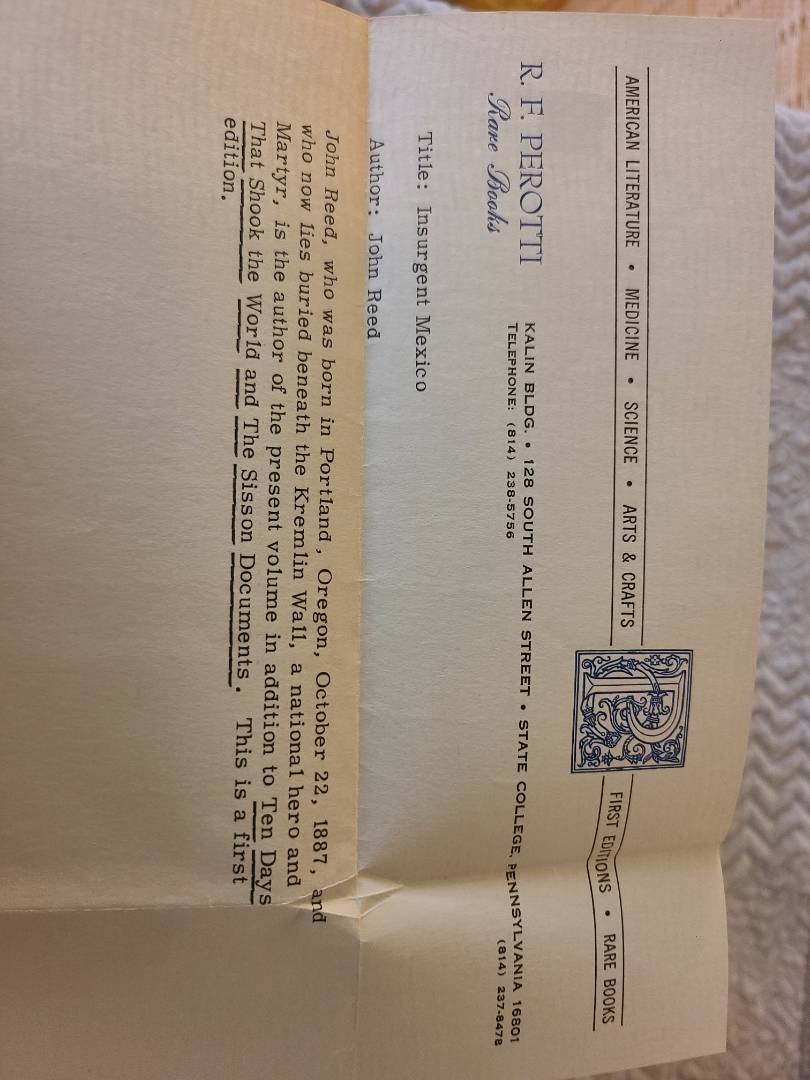 AMERICAN LITERATURE • MEDICINE • SCIENCE • ARTS & CRAFTS
P
FIRST EDITIONS • RARE BOOKS
R. F. PEROTTI
Rare Books
KALIN BLDG. • 128 SOUTH ALLEN STREET • STATE COLLEGE, PENNSYLVANIA 16801
TELEPHONE: (814) 238-5756
(814) 237-8478
Title: Insurgent Mexico
Author: John Reed
John Reed, who was born in Portland, Oregon, October 22, 1887, and
who now lies buried beneath the Kremlin Wall, a national hero and
Martyr, is the author of the present volume in addition to Ten Days
That Shook the World and The Sisson Documents. This is a first
edition.